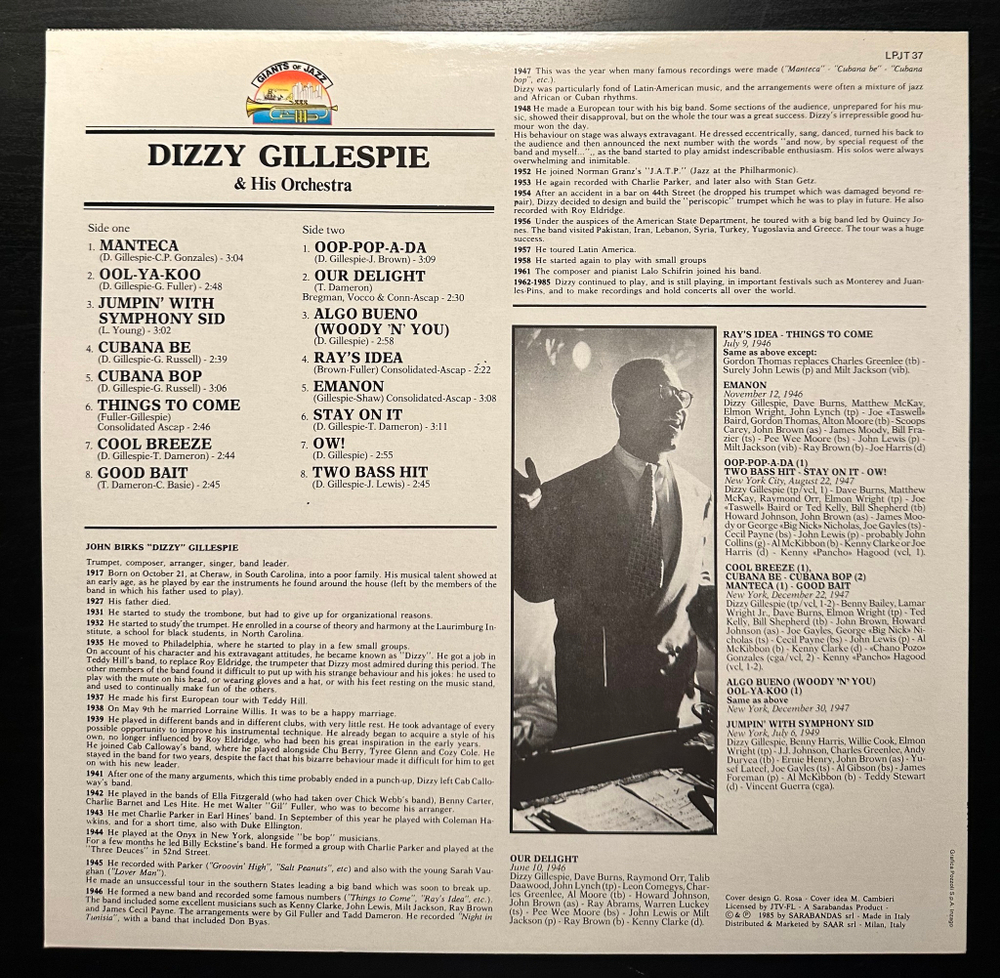 GIANTS OF JAZZ
DIZZY GILLESPIE
& His Orchestra
Side one
1. MANTECA
(D. Gillespie-C.P. Gonzales) - 3:04
2. OOL-YA-KOO
(D. Gillespie-G. Fuller) - 2:48
3. JUMPIN' WITH
SYMPHONY SID
(L. Young) - 3:02
4. CUBANA BE
(D. Gillespie-G. Russell) - 2:39
5. CUBANA BOP
(D. Gillespie-G. Russell) - 3:06
6. THINGS TO COME
(Fuller-Gillespie)
Consolidated Ascap - 2:46
7. COOL BREEZE
(D. Gillespie-T. Dameron) - 2:44
8. GOOD BAIT
(T. Dameron-C. Basie) - 2:45
Side two
1. OOP-POP-A-DA
(D. Gillespie-J. Brown) - 3:09
2. OUR DELIGHT
(T. Dameron)
Bregman, Vocco & Conn-Ascap - 2:30
3. ALGO BUENO
(WOODY 'N' YOU)
(D. Gillespie) - 2:58
4. RAY'S IDEA
(Brown-Fuller) Consolidated-Ascap - 2:22
5. EMANON
(Gillespie-Shaw) Consolidated-Ascap - 3:08
6. STAY ON IT
(D. Gillespie-T. Dameron) - 3:11
7. OW!
(D. Gillespie) - 2:55
8. TWO BASS HIT
(D. Gillespie-J. Lewis) - 2:45
JOHN BIRKS "DIZZY" GILLESPIE
Trumpet, composer, arranger, singer, band leader.
1917 Born on October 21, at Cheraw, in South Carolina, into a poor family. His musical talent showed at
an early age, as he played by ear the instruments he found around the house (left by the members of the
band in which his father used to play).
1927 His father died.
1931 He started to study the trombone, but had to give up for organizational reasons.
1932 He started to study the trumpet. He enrolled in a course of theory and harmony at the Laurimburg In-
stitute, a school for black students, in North Carolina.
1935 He moved to Philadelphia, where he started to play in a few small groups.
On account of his character and his extravagant attitudes, he became known as "Dizzy". He got a job in
Teddy Hill's band, to replace Roy Eldridge, the trumpeter that Dizzy most admired during this period. The
other members of the band found it difficult to put up with his strange behaviour and his jokes: he used to
play with the mute on his head, or wearing gloves and a hat, or with his feet resting on the music stand,
and used to continually make fun of the others.
1937 He made his first European tour with Teddy Hill.
1938 On May 9th he married Lorraine Willis. It was to be a happy marriage.
1939 He played in different bands and in different clubs, with very little rest. He took advantage of every
possible opportunity to improve his instrumental technique. He already began to acquire a style of his
own, no longer influenced by Roy Eldridge, who had been his great inspiration in the early years.
He joined Cab Calloway's band, where he played alongside Chu Berry, Tyree Glenn and Cozy Cole. He
stayed in the band for two years, despite the fact that his bizarre behaviour made it difficult for him to get
on with his new leader.
1941 After one of the many arguments, which this time probably ended in a punch-up, Dizzy left Cab Callo-
way's band.
1942 He played in the bands of Ella Fitzgerald (who had taken over Chick Webb's band), Benny Carter,
Charlie Barnet and Les Hite. He met Walter "Gil" Fuller, who was to become his arranger.
1943 He met Charlie Parker in Earl Hines' band. In September of this year he played with Coleman Ha-
wkins, and for a short time, also with Duke Ellington.
1944 He played at the Onyx in New York, alongside "be bop" musicians.
For a few months he led Billy Eckstine's band. He formed a group with Charlie Parker and played at the
"Three Deuces" in 52nd Street.
1945 He recorded with Parker ("Groovin' High", "Salt Peanuts", etc) and also with the young Sarah Vau-
ghan ("Lover Man").
He made an unsuccessful tour in the southern States leading a big band which was soon to break up.
1946 He formed a new band and recorded some famous numbers ("Things to Come", "Ray's Idea", etc.).
The band included some excellent musicians such as Kenny Clarke, John Lewis, Milt Jackson, Ray Brown
and James Cecil Payne. The arrangements were by Gil Fuller and Tadd Dameron. He recorded "Night in
Tunisia", with a band that included Don Byas.
LPJT 37
1947 This was the year when many famous recordings were made ("Manteca" - "Cubana be" - "Cubana
bop", etc.).
Dizzy was particularly fond of Latin-American music, and the arrangements were often a mixture of jazz
and African or Cuban rhythms.
1948 He made a European tour with his big band. Some sections of the audience, unprepared for his mu-
sic, showed their disapproval, but on the whole the tour was a great success. Dizzy's irrepressible good hu-
mour won the day.
His behaviour on stage was always extravagant. He dressed eccentrically, sang, danced, turned his back to
the audience and then announced the next number with the words "and now, by special request of the
band and myself...", as the band started to play amidst indescribable enthusiasm. His solos were always
overwhelming and inimitable.
1952 He joined Norman Granz's "J.A.T.P." (Jazz at the Philharmonic).
1953 He again recorded with Charlie Parker, and later also with Stan Getz.
1954 After an accident in a bar on 44th Street (he dropped his trumpet which was damaged beyond re-
pair), Dizzy decided to design and build the "periscopic" trumpet which he was to play in future. He also
recorded with Roy Eldridge.
1956 Under the auspices of the American State Department, he toured with a big band led by Quincy Jo-
nes. The band visited Pakistan, Iran, Lebanon, Syria, Turkey, Yugoslavia and Greece. The tour was a huge
success.
1957 He toured Latin America.
1958 He started again to play with small groups
1961 The composer and pianist Lalo Schifrin joined his band.
1962-1985 Dizzy continued to play, and is still playing, in important festivals such as Monterey and Juan-
les-Pins, and to make recordings and hold concerts all over the world.
OUR DELIGHT
June 10, 1946
Dizzy Gillespie, Dave Burns, Raymond Orr, Talib
Daawood, John Lynch (tp) - Leon Comegys, Char-
les Greenlee, Al Moore (tb) - Howard Johnson,
John Brown (as) - Ray Abrams, Warren Luckey
(ts) - Pee Wee Moore (bs) - John Lewis or Milt
Jackson (p) - Ray Brown (b) - Kenny Clarke (d).
RAY'S IDEA - THINGS TO COME
July 9, 1946
Same as above except:
Gordon Thomas replaces Charles Greenlee (tb) -
Surely John Lewis (p) and Milt Jackson (vib).
EMANON
November 12, 1946
Dizzy Gillespie, Dave Burns, Matthew McKay,
Elmon Wright, John Lynch (tp) - Joe «Taswell»
Baird, Gordon Thomas, Alton Moore (tb) - Scoops
Carey, John Brown (as) - James Moody, Bill Fra-
zier (ts) - Pee Wee Moore (bs) - John Lewis (p) -
Milt Jackson (vib) - Ray Brown (b) - Joe Harris (d)
OOP-POP-A-DA (1)
TWO BASS HIT - STAY ON IT - OW!
New York City, August 22, 1947
Dizzy Gillespie (tp/vcl, 1) - Dave Burns, Matthew
McKay, Raymond Orr, Elmon Wright (tp) - Joe
«Taswell» Baird or Ted Kelly, Bill Shepherd (tb)
Howard Johnson, John Brown (as) - James Moo-
dy or George «Big Nick» Nicholas, Joe Gayles (ts) -
Cecil Payne (bs) - John Lewis (p) - probably John
Collins (g) - Al McKibbon (b) - Kenny Clarke or Joe
Harris (d) - Kenny «Pancho» Hagood (vcl, 1).
COOL BREEZE (1),
CUBANA BE - CUBANA BOP (2)
MANTECA (1) - GOOD BAIT
New York, December 22, 1947
Dizzy Gillespie (tp/vcl, 1-2) - Benny Bailey, Lamar
Wright Jr., Dave Burns, Elmon Wright (tp) - Ted
Kelly, Bill Shepherd (tb) - John Brown, Howard
Johnson (as) - Joe Gayles, George «Big Nick» Ni-
cholas (ts) - Cecil Payne (bs) - John Lewis (p) - Al
McKibbon (b) - Kenny Clarke (d) - «Chano Pozo»
Gonzales (cga/vcl, 2) - Kenny «Pancho» Hagood
(vcl, 1-2).
ALGO BUENO (WOODY 'N' YOU)
OOL-YA-KOO (1)
Same as above
New York, December 30, 1947
JUMPIN' WITH SYMPHONY SID
New York, July 6, 1949
Dizzy Gillespie, Benny Harris, Willie Cook, Elmon
Wright (tp) - J.J. Johnson, Charles Greenlee, Andy
Duryea (tb) - Ernie Henry, John Brown (as) - Yu-
sef Lateef, Joe Gayles (ts) - Al Gibson (bs) - James
Foreman (p) - Al McKibbon (b) - Teddy Stewart
(d) - Vincent Guerra (cga).
Cover design G. Rosa - Cover idea M. Cambieri
Licensed by JTV-FL - A Sarabandas Product -
© & ℗ 1985 by SARABANDAS srl - Made in Italy
Distributed & Marketed by SAAR srl - Milan, Italy
Grafica S.p.A.